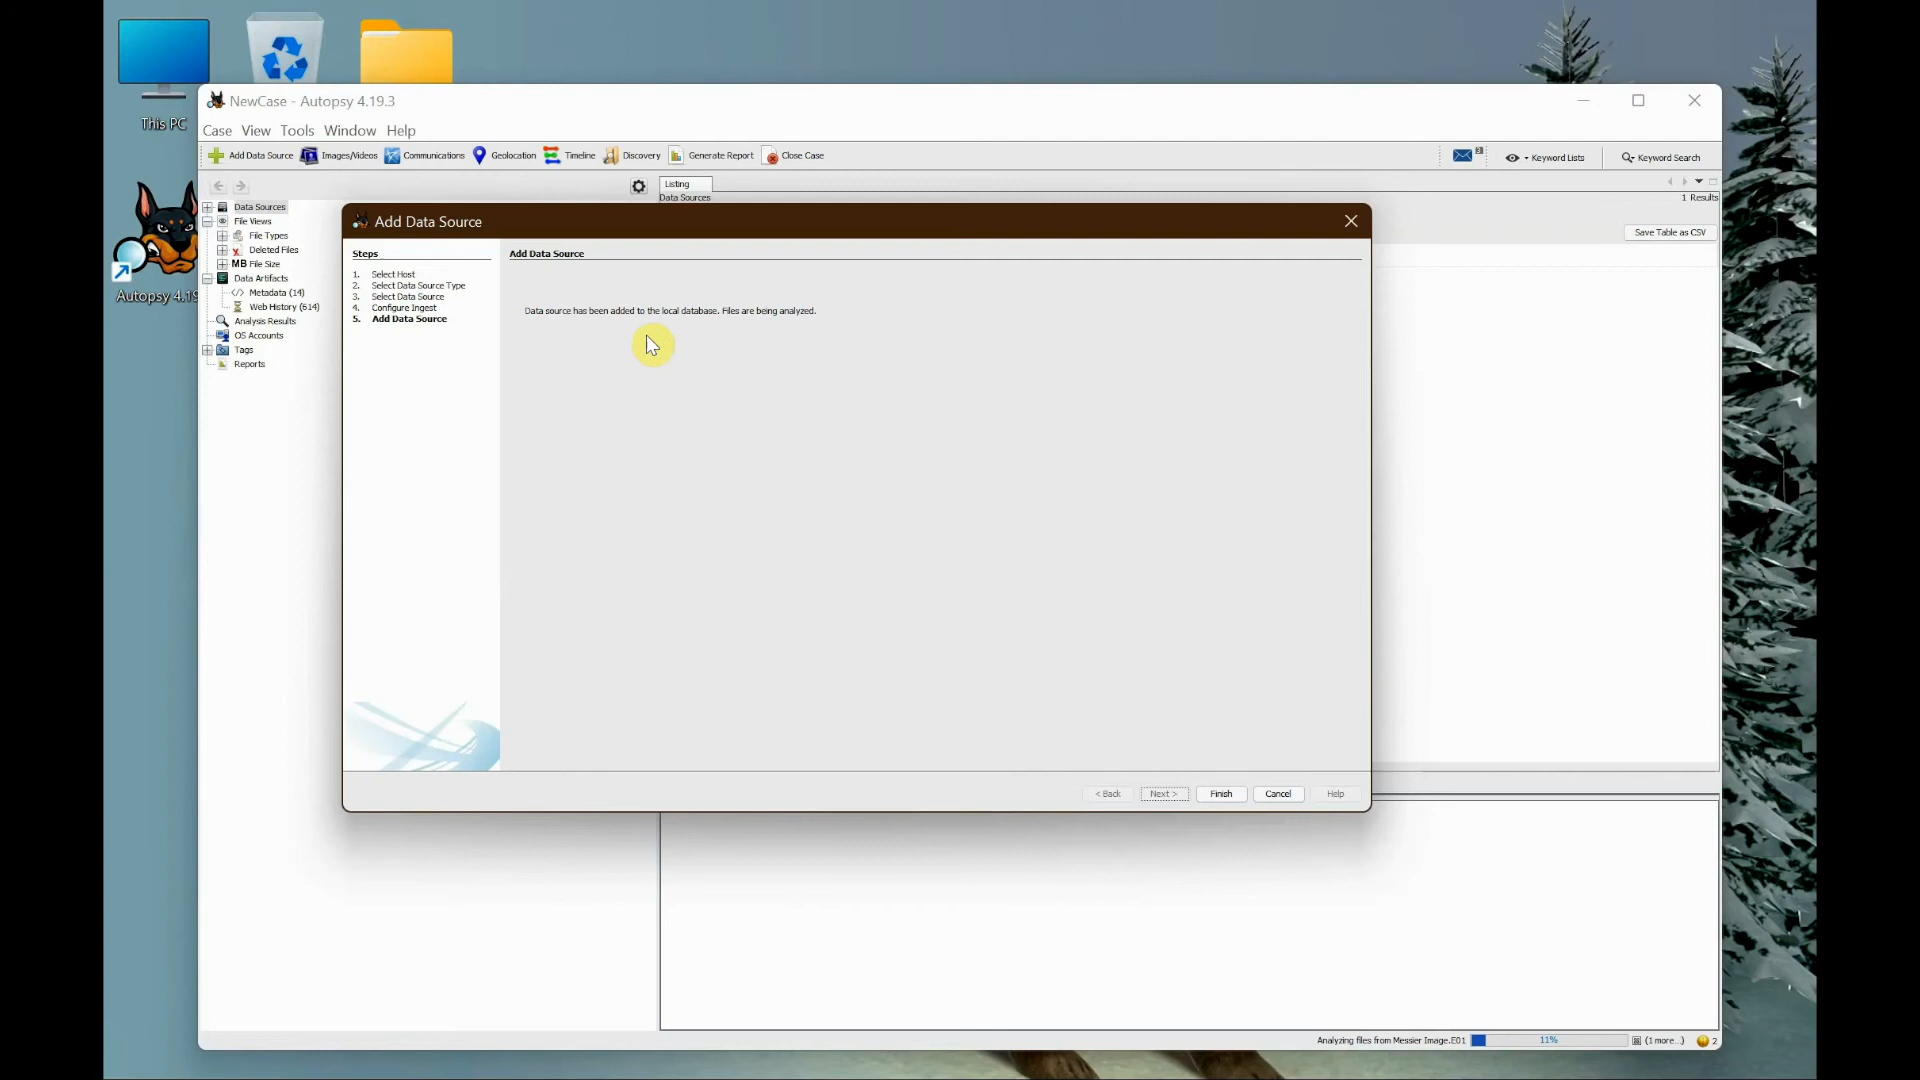 This PC
Autopsy 4.19
NewCase - Autopsy 4.19.3
Case View Tools Window Help
Add Data Source Images/Videos Communications Geolocation Timeline Discovery Generate Report Close Case
3 Keyword Lists Keyword Search
Listing
Data Sources
1 Results
Save Table as CSV
Data Sources
File Views
File Types
Deleted Files
MB File Size
Data Artifacts
Metadata (14)
Web History (614)
Analysis Results
OS Accounts
Tags
Reports
Add Data Source
Steps
1. Select Host
2. Select Data Source Type
3. Select Data Source
4. Configure Ingest
5. Add Data Source
Add Data Source
Data source has been added to the local database. Files are being analyzed.
< Back Next > Finish Cancel Help
Analyzing files from Messier Image.E01 11% (1 more...) 2